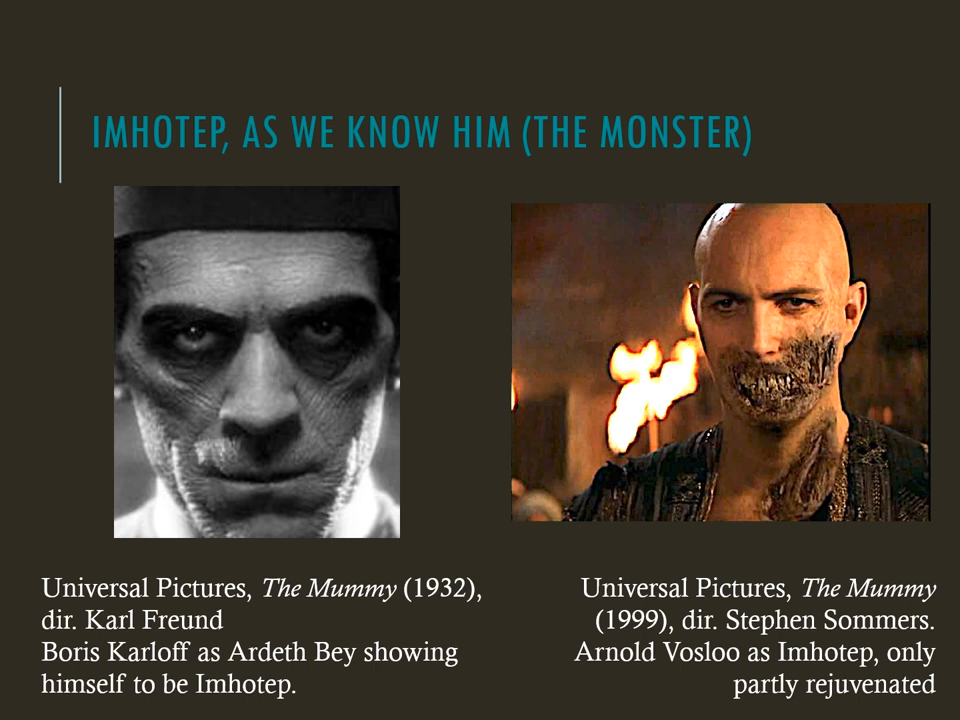 IMHOTEP, AS WE KNOW HIM (THE MONSTER)
Universal Pictures, The Mummy (1932),
dir. Karl Freund
Boris Karloff as Ardeth Bey showing
himself to be Imhotep.
Universal Pictures, The Mummy
(1999), dir. Stephen Sommers.
Arnold Vosloo as Imhotep, only
partly rejuvenated